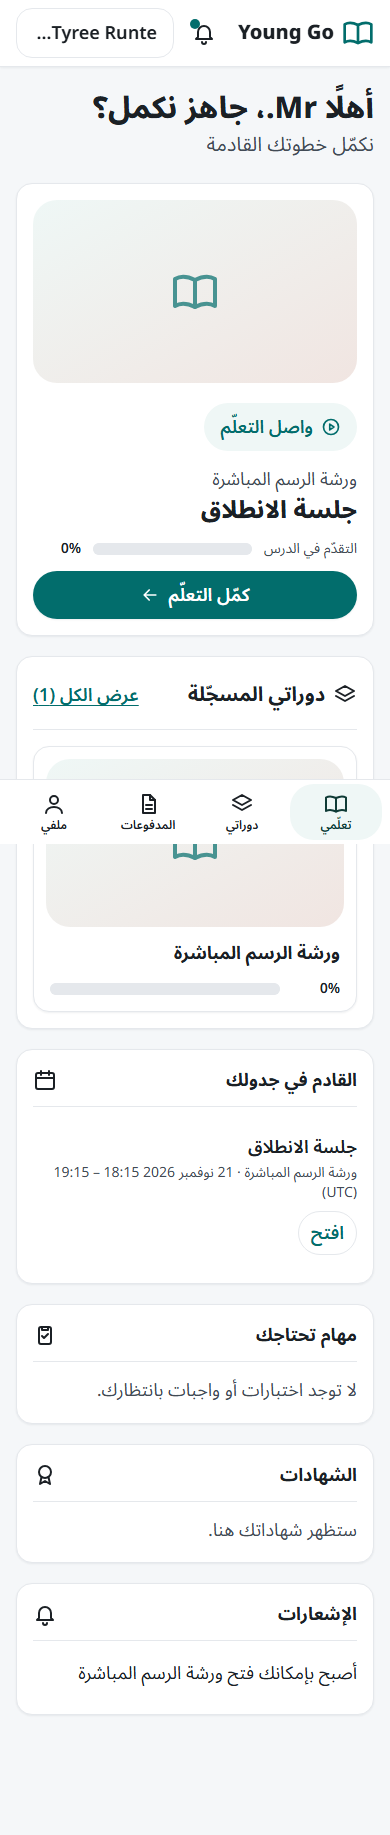 Young Go
Tyree Runte...
أهلًا Mr.، جاهز نكمل؟
نكمّل خطوتك القادمة
واصل التعلّم
ورشة الرسم المباشرة
جلسة الانطلاق
التقدّم في الدرس 0%
كمّل التعلّم ←
دوراتي المسجّلة
عرض الكل (1)
تعلّمي
دوراتي
المدفوعات
ملفي
ورشة الرسم المباشرة
0%
القادم في جدولك
جلسة الانطلاق
ورشة الرسم المباشرة · 21 نوفمبر 2026 18:15 – 19:15
(UTC)
افتح
مهام تحتاجك
لا توجد اختبارات أو واجبات بانتظارك.
الشهادات
ستظهر شهاداتك هنا.
الإشعارات
أصبح بإمكانك فتح ورشة الرسم المباشرة